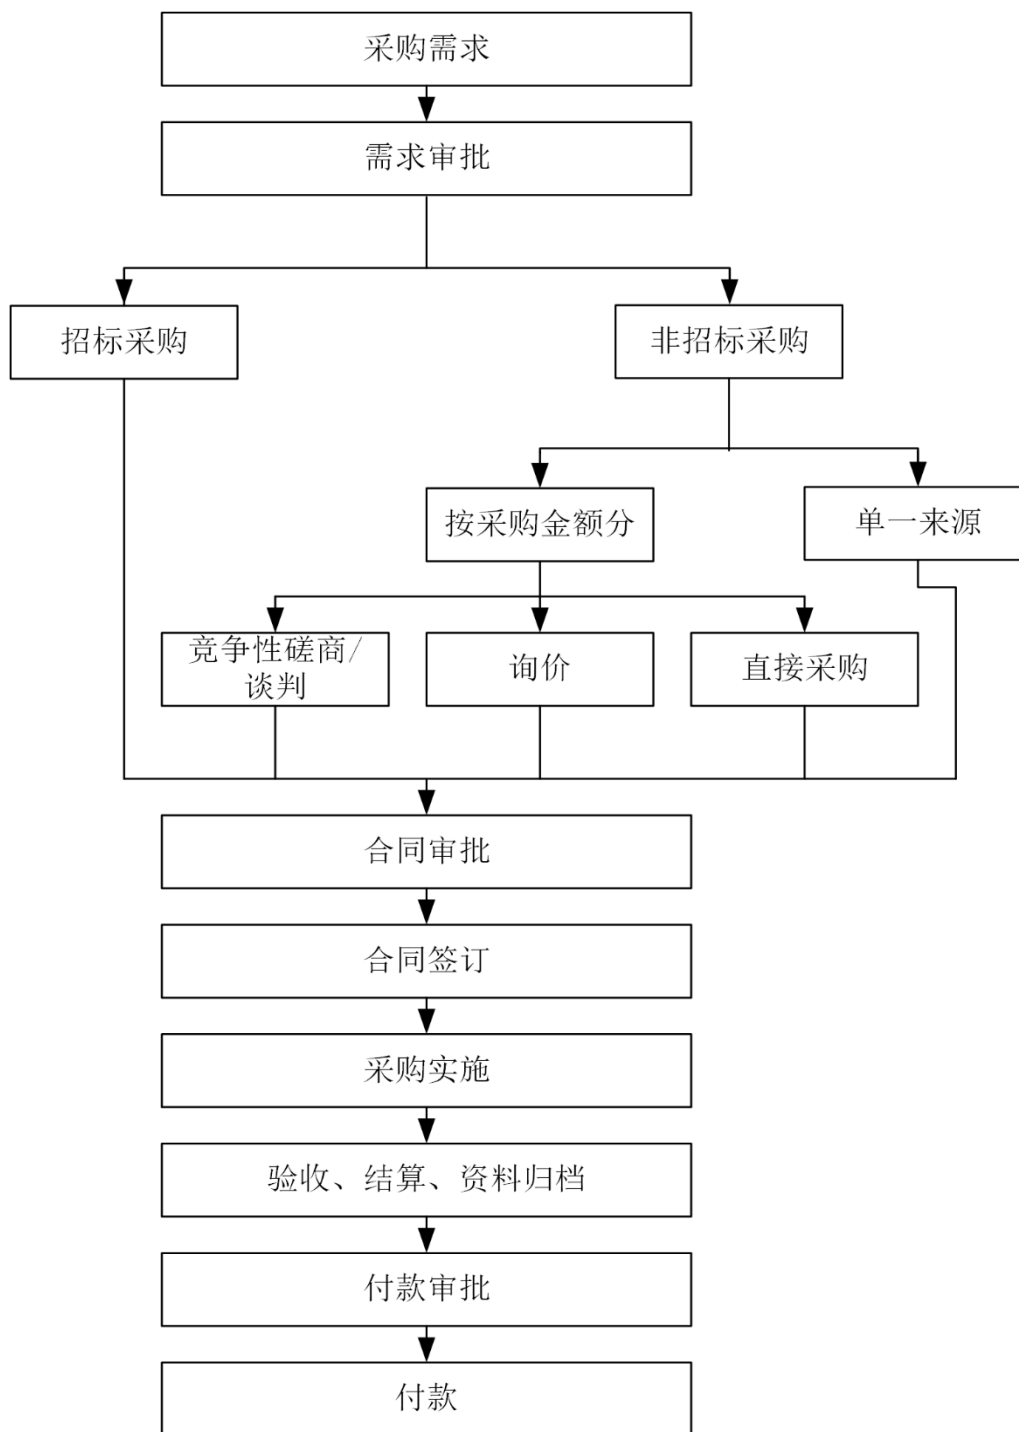 采购需求
需求审批
招标采购
非招标采购
按采购金额分
单一来源
竞争性磋商/
谈判
询价
直接采购
合同审批
合同签订
采购实施
验收、结算、资料归档
付款审批
付款